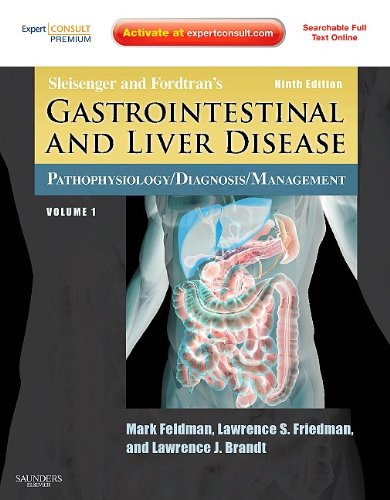 Expert CONSULT
PREMIUM
Activate at expertconsult.com
Searchable Full
Text Online
Sleisenger and Fordtran's
Ninth Edition
GASTROINTESTINAL
AND LIVER DISEASE
PATHOPHYSIOLOGY/DIAGNOSIS/MANAGEMENT
VOLUME 1
Mark Feldman, Lawrence S. Friedman,
and Lawrence J. Brandt
SAUNDERS
ELSEVIER